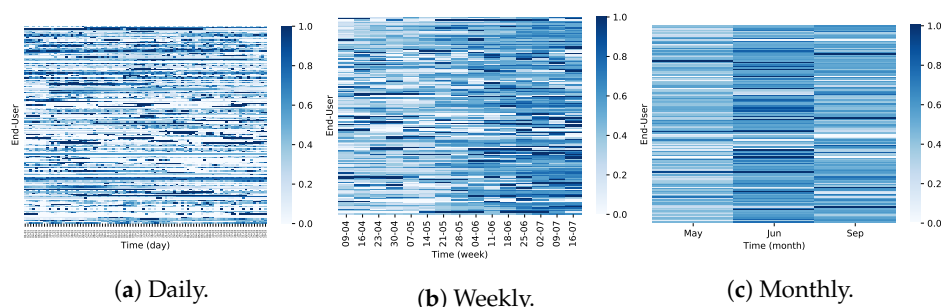 1.0
0.8
0.6
0.4
0.2
0.0
End-User
Time (day)
(a) Daily.
1.0
0.8
0.6
0.4
0.2
0.0
End-User
09-04 16-04 23-04 30-04 07-05 14-05 21-05 28-05 04-06 11-06 18-06 25-06 02-07 09-07 16-07
Time (week)
(b) Weekly.
1.0
0.8
0.6
0.4
0.2
0.0
End-User
May Jun Sep
Time (month)
(c) Monthly.